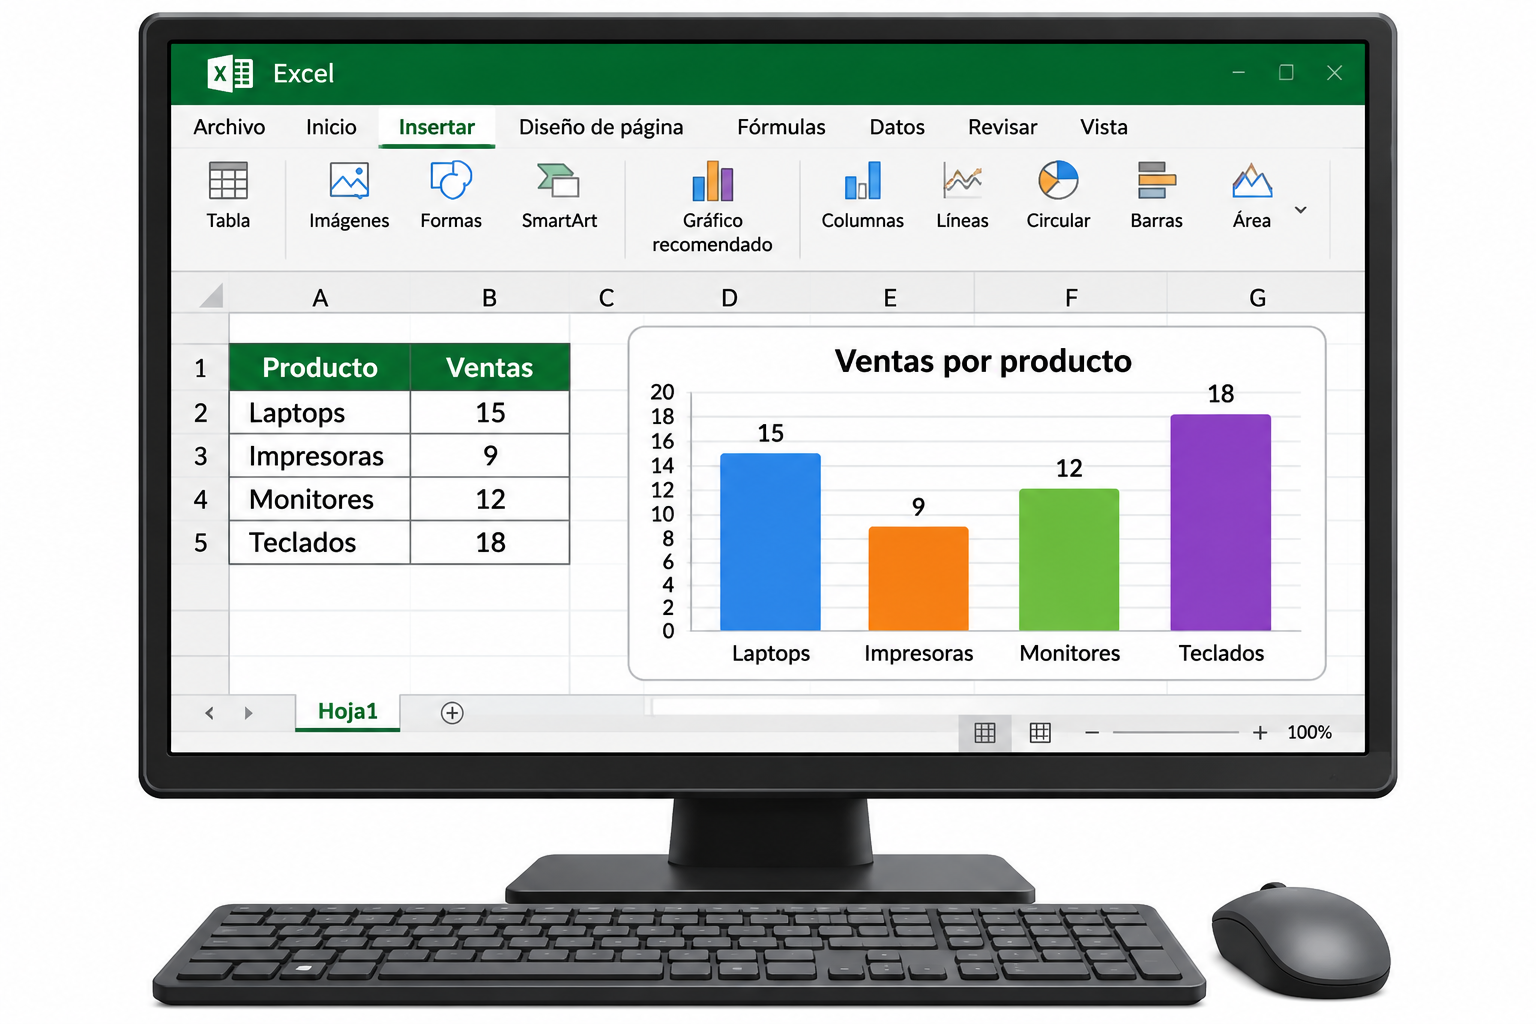 Excel
Archivo Inicio Insertar Diseño de página Fórmulas Datos Revisar Vista
Tabla Imágenes Formas SmartArt Gráfico recomendado Columnas Líneas Circular Barras Área
A B C D E F G
1 Producto Ventas
2 Laptops 15
3 Impresoras 9
4 Monitores 12
5 Teclados 18
Ventas por producto
20
18
16
14
12
10
8
6
4
2
0
15 9 12 18
Laptops Impresoras Monitores Teclados
Hoja1
100%